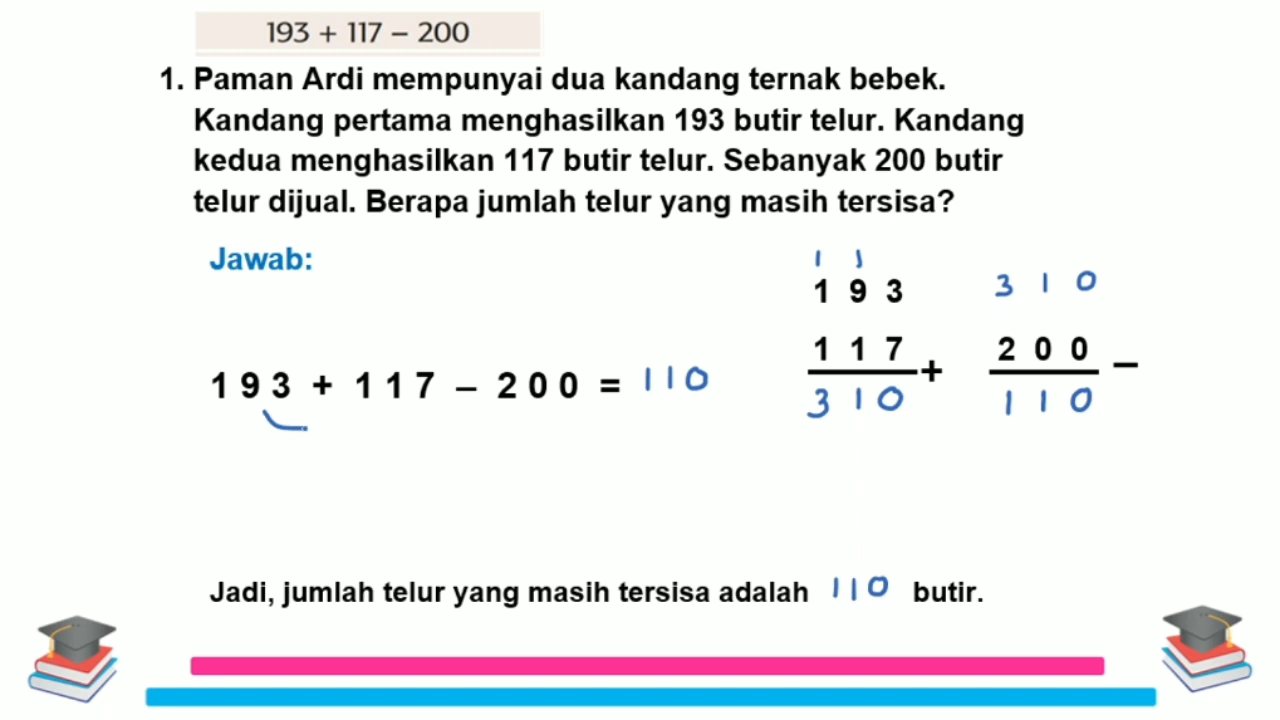 193 + 117 – 200
1. Paman Ardi mempunyai dua kandang ternak bebek.
Kandang pertama menghasilkan 193 butir telur. Kandang
kedua menghasilkan 117 butir telur. Sebanyak 200 butir
telur dijual. Berapa jumlah telur yang masih tersisa?
Jawab:
1 9 3 + 1 1 7 – 2 0 0 = 110
1 1
1 9 3
1 1 7 +
3 1 0
3 1 0
2 0 0 –
1 1 0
Jadi, jumlah telur yang masih tersisa adalah 110 butir.